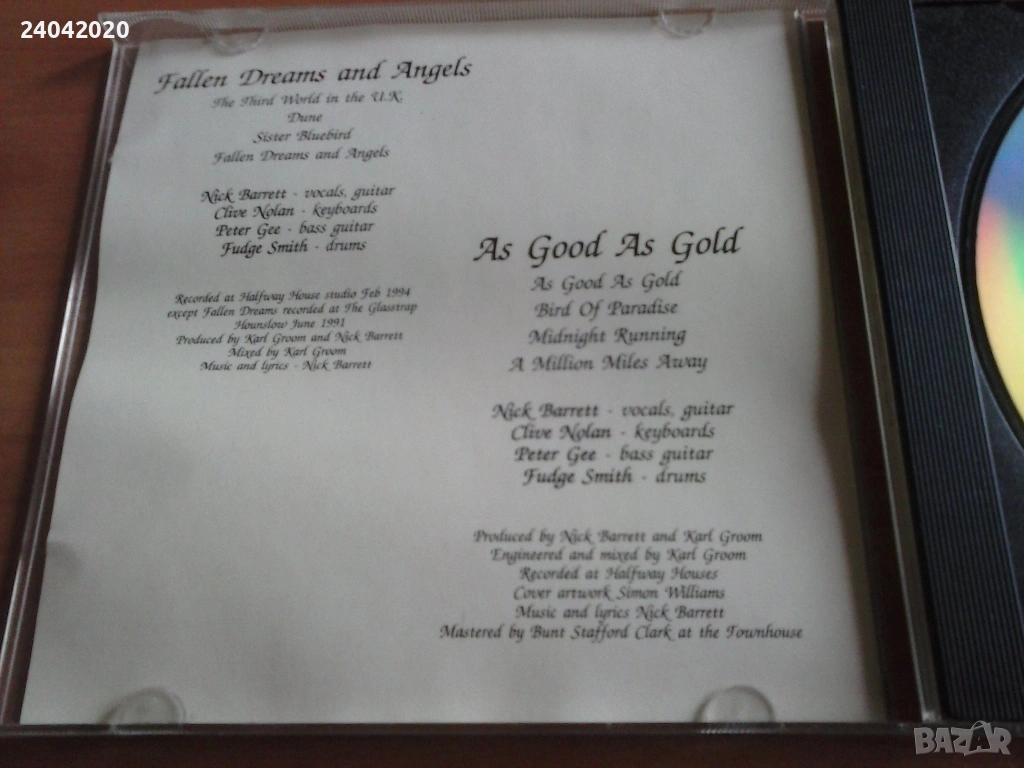 24042020
Fallen Dreams and Angels
The Third World in the U.K.
Dune
Sister Bluebird
Fallen Dreams and Angels
Nick Barrett - vocals, guitar
Clive Nolan - keyboards
Peter Gee - bass guitar
Fudge Smith - drums
Recorded at Halfway House studio Feb 1994
except Fallen Dreams recorded at The Glasstrap
Hounslow June 1991
Produced by Karl Groom and Nick Barrett
Mixed by Karl Groom
Music and lyrics - Nick Barrett
As Good As Gold
As Good As Gold
Bird Of Paradise
Midnight Running
A Million Miles Away
Nick Barrett - vocals, guitar
Clive Nolan - keyboards
Peter Gee - bass guitar
Fudge Smith - drums
Produced by Nick Barrett and Karl Groom
Engineered and mixed by Karl Groom
Recorded at Halfway Houses
Cover artwork Simon Williams
Music and lyrics Nick Barrett
Mastered by Bunt Stafford Clark at the Townhouse
BAZAR